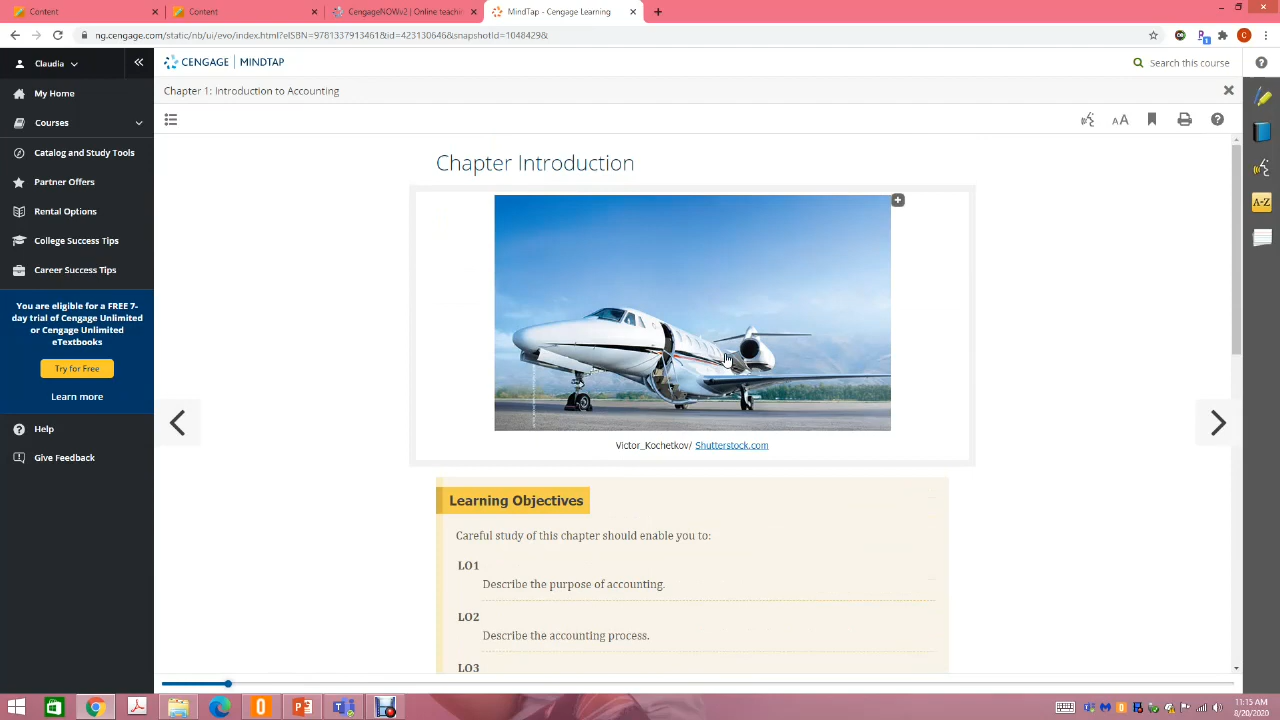 Content
Content
CengageNOWv2 | Online teachin
MindTap - Cengage Learning
ng.cengage.com/static/nb/ui/evo/index.html?eISBN=9781337913461&id=423130646&snapshotId=1048429&
Claudia
CENGAGE | MINDTAP
Search this course
My Home
Chapter 1: Introduction to Accounting
Courses
AA
Catalog and Study Tools
Partner Offers
Rental Options
College Success Tips
Career Success Tips
You are eligible for a FREE 7-
day trial of Cengage Unlimited
or Cengage Unlimited
eTextbooks
Try for Free
Learn more
Help
Give Feedback
Chapter Introduction
Victor_Kochetkov/ Shutterstock.com
Learning Objectives
Careful study of this chapter should enable you to:
LO1
Describe the purpose of accounting.
LO2
Describe the accounting process.
LO3
A-Z
11:15 AM
8/20/2020